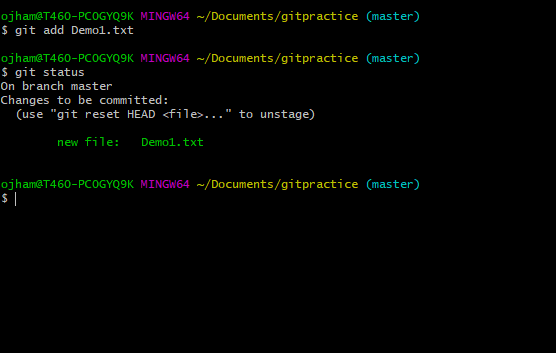 ojham@T460-PC0GYQ9K MINGW64 ~/Documents/gitpractice (master)
$ git add Demo1.txt
ojham@T460-PC0GYQ9K MINGW64 ~/Documents/gitpractice (master)
$ git status
On branch master
Changes to be committed:
  (use "git reset HEAD <file>..." to unstage)
        new file:   Demo1.txt
ojham@T460-PC0GYQ9K MINGW64 ~/Documents/gitpractice (master)
$